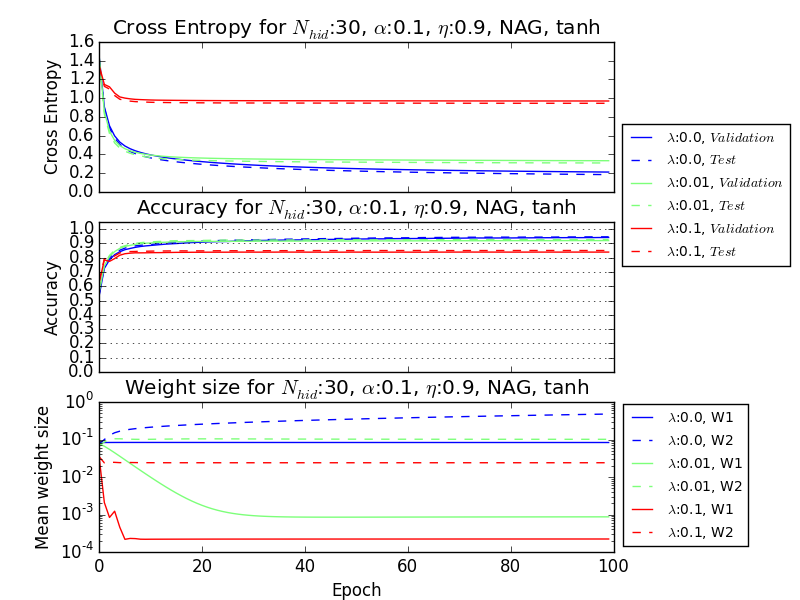 Cross Entropy for N_hid:30, α:0.1, η:0.9, NAG, tanh
1.6
1.4
1.2
1.0
0.8
0.6
0.4
0.2
0.0
Cross Entropy
λ:0.0, Validation
λ:0.0, Test
λ:0.01, Validation
λ:0.01, Test
λ:0.1, Validation
λ:0.1, Test
Accuracy for N_hid:30, α:0.1, η:0.9, NAG, tanh
1.0
0.9
0.8
0.7
0.6
0.5
0.4
0.3
0.2
0.1
0.0
Accuracy
Weight size for N_hid:30, α:0.1, η:0.9, NAG, tanh
10^0
10^-1
10^-2
10^-3
10^-4
Mean weight size
λ:0.0, W1
λ:0.0, W2
λ:0.01, W1
λ:0.01, W2
λ:0.1, W1
λ:0.1, W2
0 20 40 60 80 100
Epoch